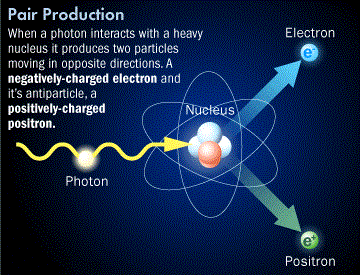 Pair Production
When a photon interacts with a heavy
nucleus it produces two particles
moving in opposite directions. A
negatively-charged electron and
it's antiparticle, a
positively-charged
positron.
Electron
e-
Nucleus
Photon
e+
Positron